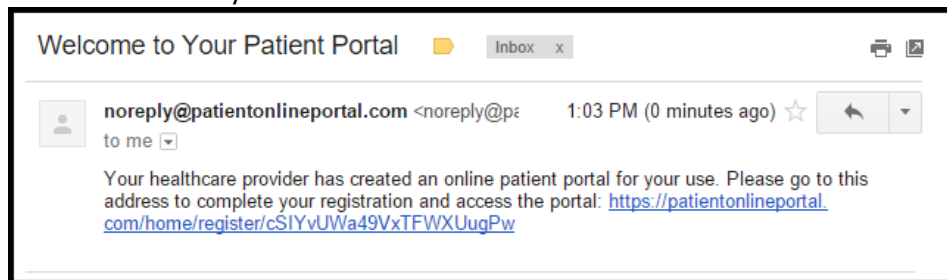 Welcome to Your Patient Portal Inbox x
noreply@patientonlineportal.com <noreply@pa 1:03 PM (0 minutes ago)
to me
Your healthcare provider has created an online patient portal for your use. Please go to this
address to complete your registration and access the portal: https://patientonlineportal.
com/home/register/cSIYvUWa49VxTFWXUugPw